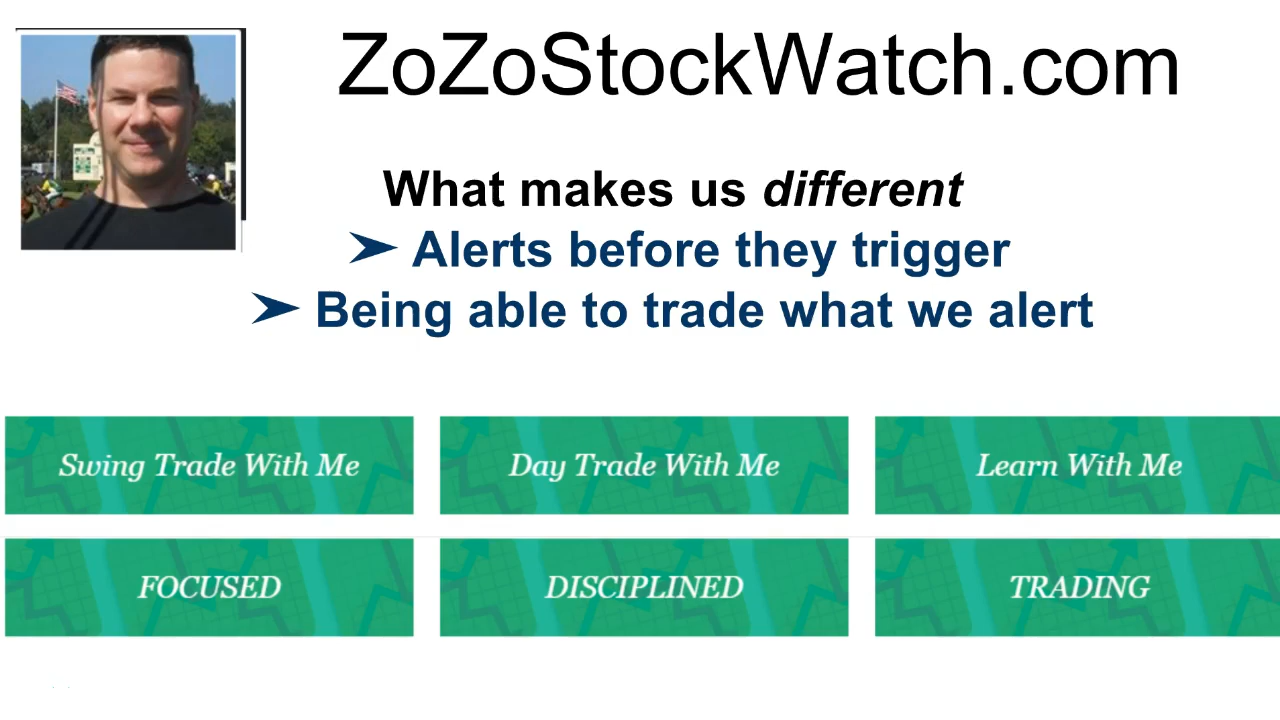 ZoZoStockWatch.com
What makes us different
➤ Alerts before they trigger
➤ Being able to trade what we alert
Swing Trade With Me
Day Trade With Me
Learn With Me
FOCUSED
DISCIPLINED
TRADING